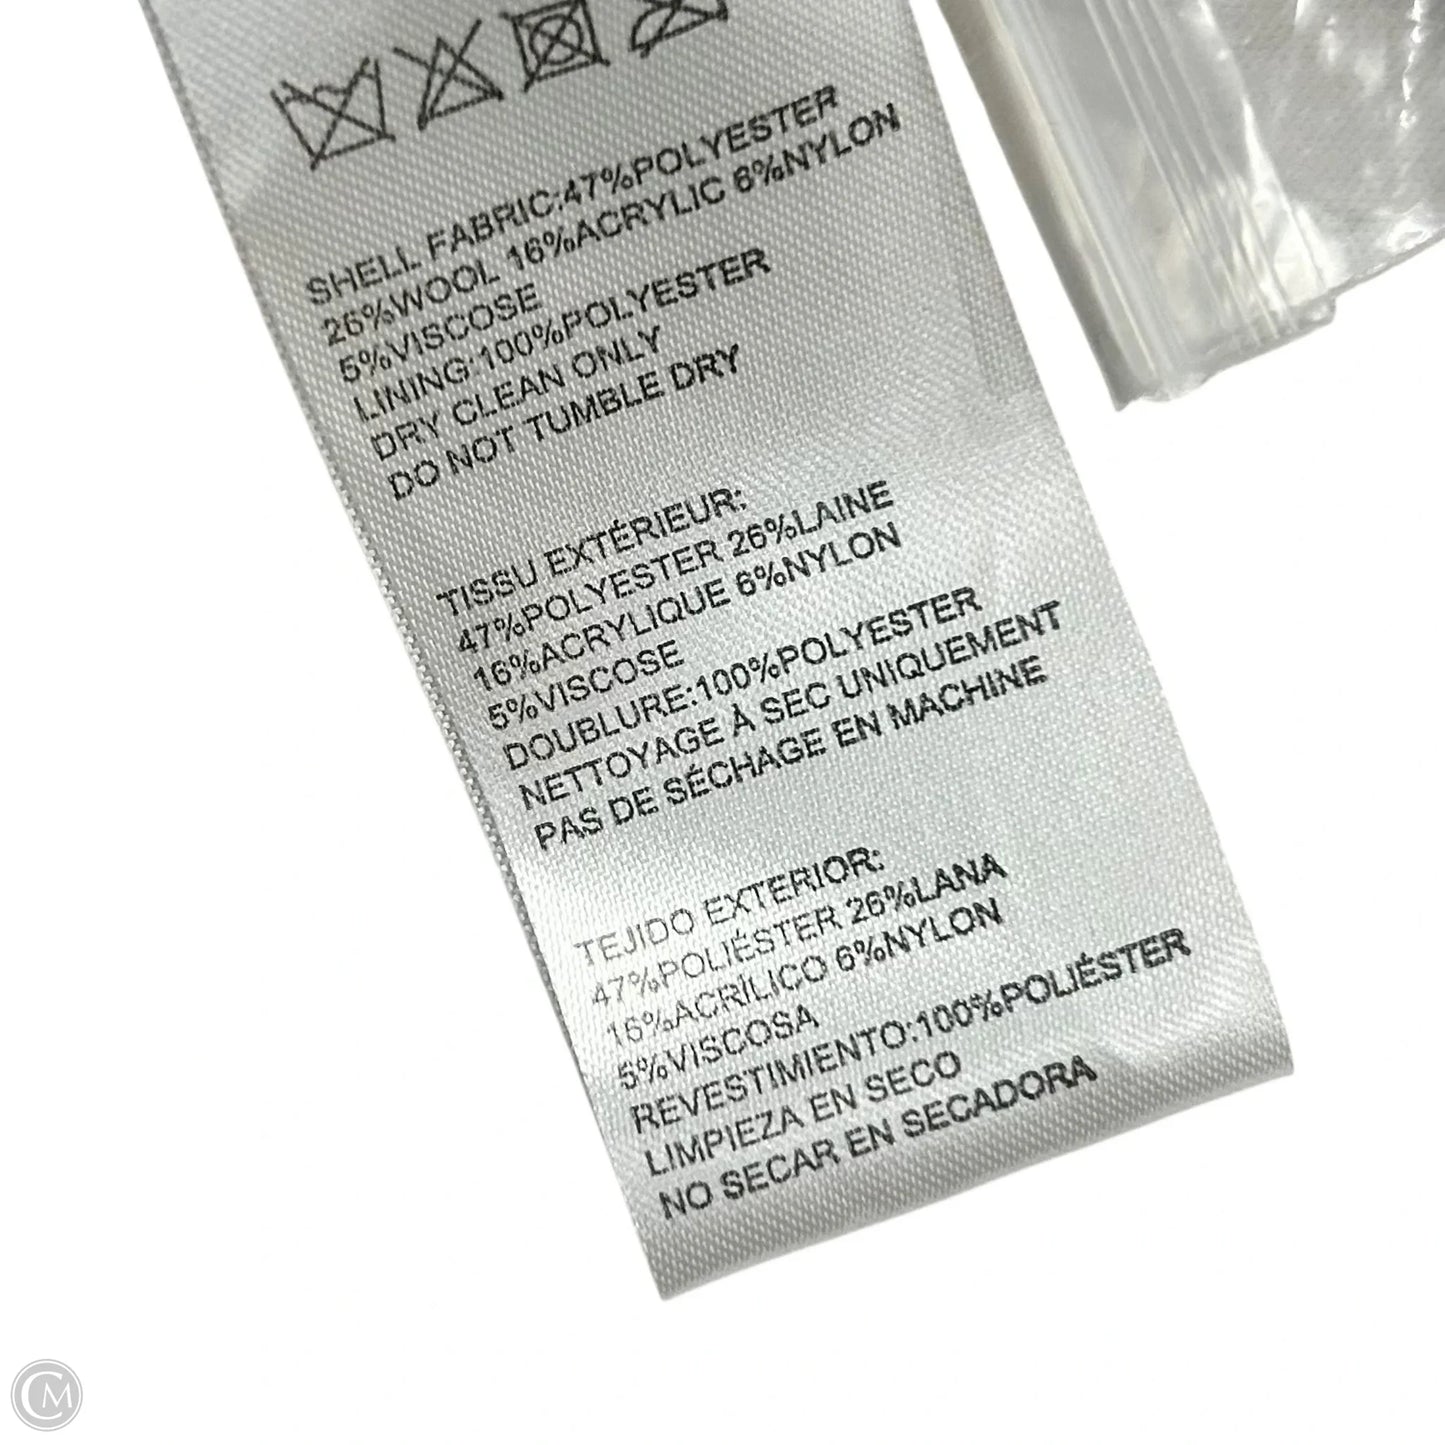 SHELL FABRIC:47%POLYESTER
26%WOOL 16%ACRYLIC 6%NYLON
5%VISCOSE
LINING:100%POLYESTER
DRY CLEAN ONLY
DO NOT TUMBLE DRY
TISSU EXTÉRIEUR:
47%POLYESTER 26%LAINE
16%ACRYLIQUE 6%NYLON
5%VISCOSE
DOUBLURE:100%POLYESTER
NETTOYAGE À SEC UNIQUEMENT
PAS DE SÉCHAGE EN MACHINE
TEJIDO EXTERIOR:
47%POLIÉSTER 26%LANA
16%ACRÍLICO 6%NYLON
5%VISCOSA
REVESTIMIENTO:100%POLIÉSTER
LIMPIEZA EN SECO
NO SECAR EN SECADORA
CM